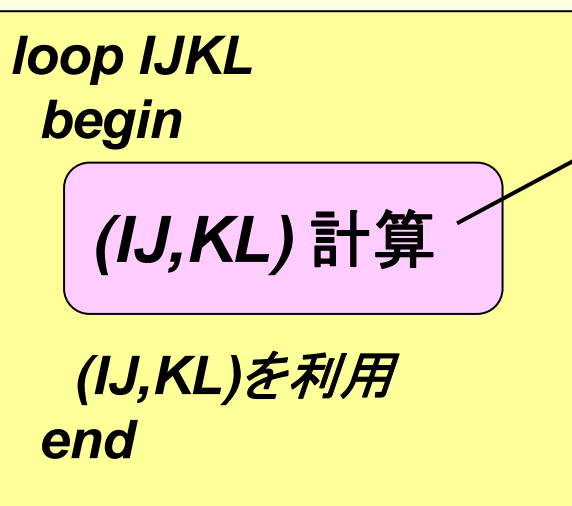 loop IJKL
begin
(IJ,KL) 計算
(IJ,KL)を利用
end